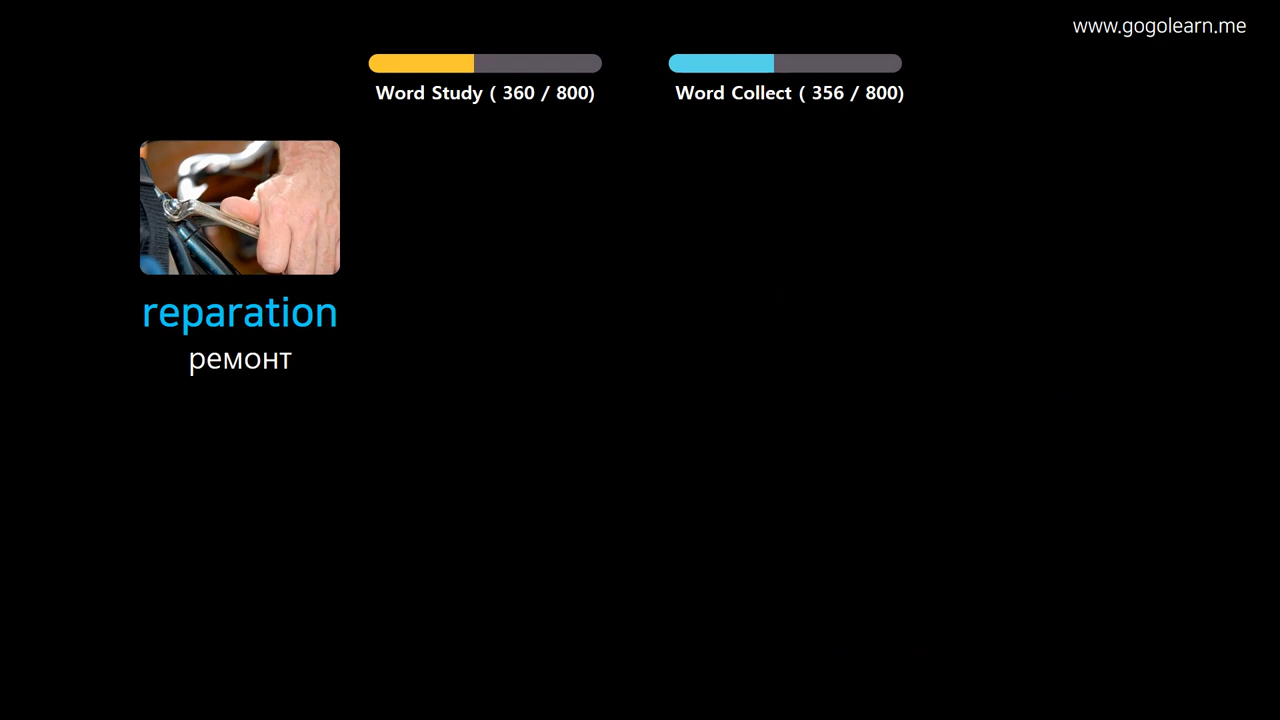 www.gogolearn.me
Word Study ( 360 / 800)
Word Collect ( 356 / 800)
reparation
ремонт